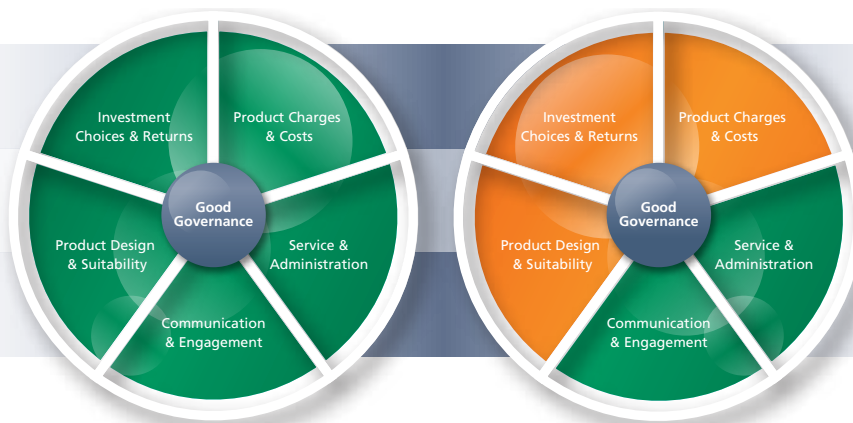 Investment
Choices & Returns
Product Charges
& Costs
Good
Governance
Product Design
& Suitability
Service &
Administration
Communication
& Engagement
Investment
Choices & Returns
Product Charges
& Costs
Good
Governance
Product Design
& Suitability
Service &
Administration
Communication
& Engagement